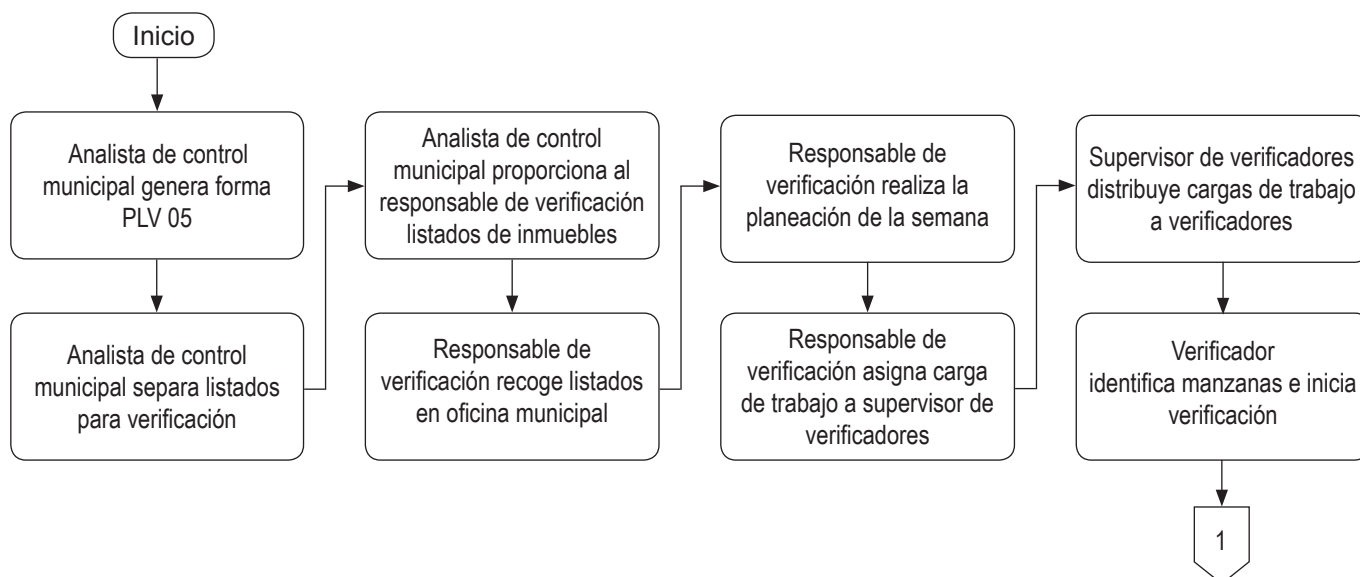 Inicio
Analista de control
municipal genera forma
PLV 05
Analista de control
municipal separa listados
para verificación
Analista de control
municipal proporciona al
responsable de verificación
listados de inmuebles
Responsable de
verificación recoge listados
en oficina municipal
Responsable de
verificación realiza la
planeación de la semana
Responsable de
verificación asigna carga
de trabajo a supervisor de
verificadores
Supervisor de verificadores
distribuye cargas de trabajo
a verificadores
Verificador
identifica manzanas e inicia
verificación
1